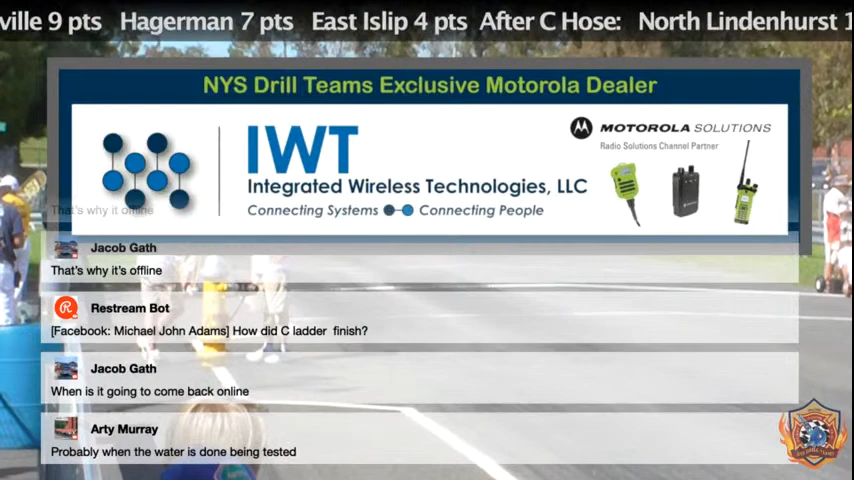 ville 9 pts Hagerman 7 pts East Islip 4 pts After C Hose: North Lindenhurst 1
NYS Drill Teams Exclusive Motorola Dealer
IWT
Integrated Wireless Technologies, LLC
Connecting Systems Connecting People
MOTOROLA SOLUTIONS
Radio Solutions Channel Partner
That's why it offline
Jacob Gath
That's why it's offline
Restream Bot
[Facebook: Michael John Adams] How did C ladder finish?
Jacob Gath
When is it going to come back online
Arty Murray
Probably when the water is done being tested